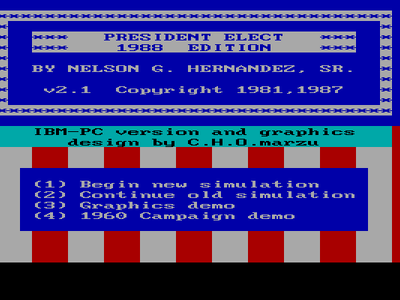 PRESIDENT ELECT
1988 EDITION
BY NELSON G. HERNANDEZ, SR.
v2.1 Copyright 1981,1987
IBM-PC version and graphics
design by C.H.O.marzu
(1) Begin new simulation
(2) Continue old simulation
(3) Graphics demo
(4) 1960 Campaign demo